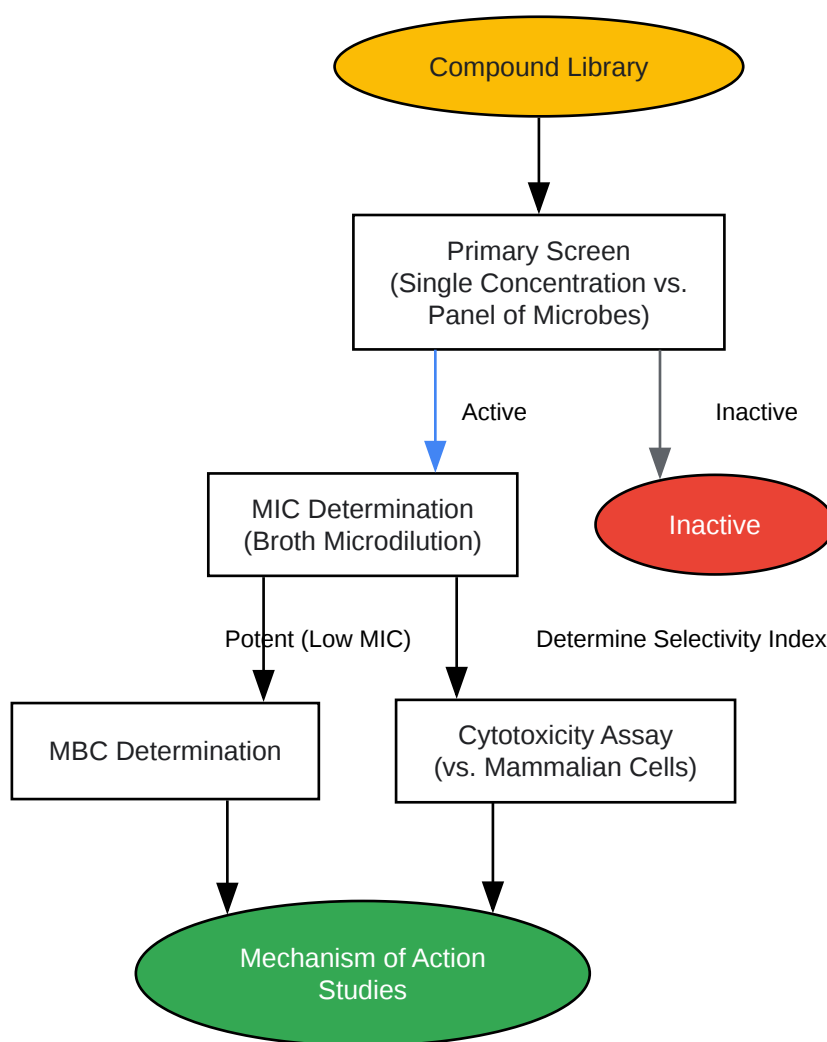 Compound Library
Primary Screen
(Single Concentration vs.
Panel of Microbes)
Active
Inactive
MIC Determination
(Broth Microdilution)
Inactive
Potent (Low MIC)
Determine Selectivity Index
MBC Determination
Cytotoxicity Assay
(vs. Mammalian Cells)
Mechanism of Action
Studies